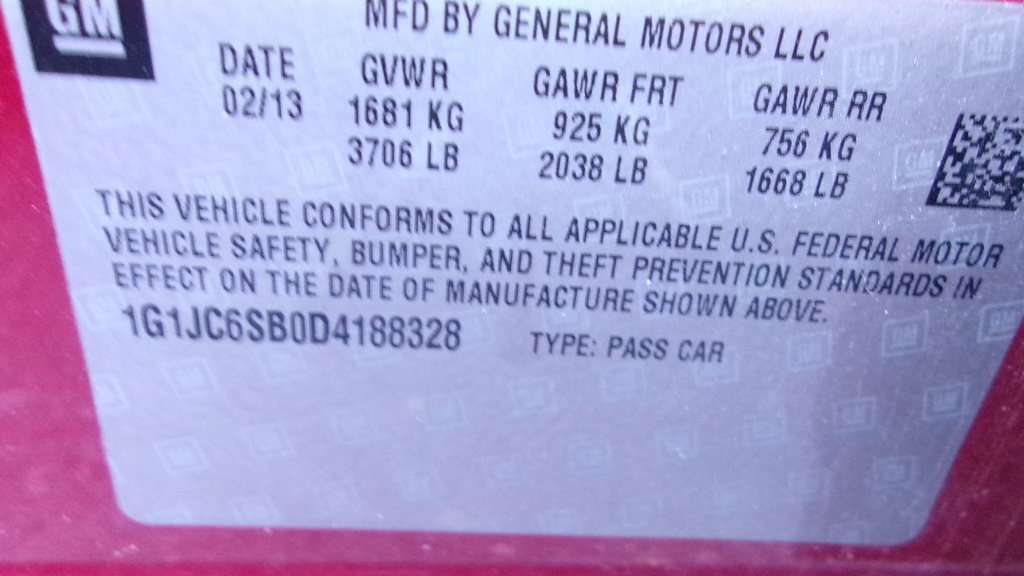 GM
MFD BY GENERAL MOTORS LLC
DATE GVWR GAWR FRT GAWR RR
02/13 1681 KG 925 KG 756 KG
3706 LB 2038 LB 1668 LB
THIS VEHICLE CONFORMS TO ALL APPLICABLE U.S. FEDERAL MOTOR
VEHICLE SAFETY, BUMPER, AND THEFT PREVENTION STANDARDS IN
EFFECT ON THE DATE OF MANUFACTURE SHOWN ABOVE.
1G1JC6SB0D4188328 TYPE: PASS CAR